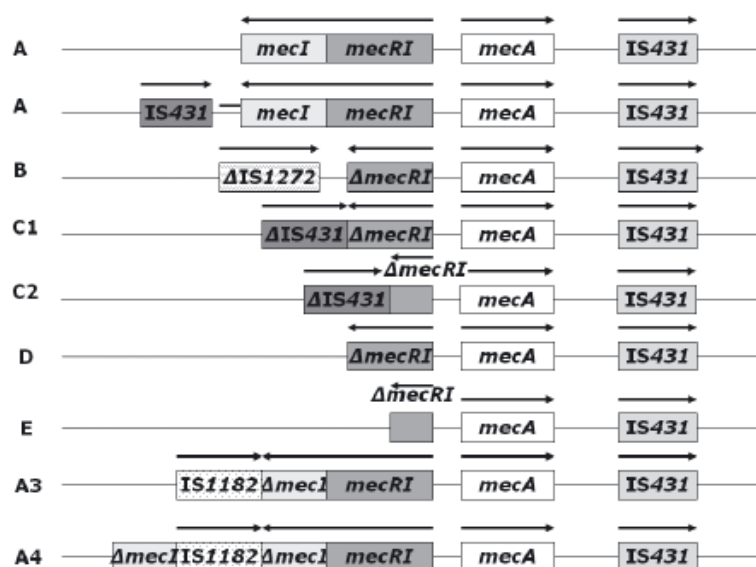 A mecI mecRI mecA IS431
A IS431 mecI mecRI mecA IS431
B ΔIS1272 ΔmecRI mecA IS431
C1 ΔIS431 ΔmecRI mecA IS431
ΔmecRI
C2 ΔIS431 mecA IS431
D ΔmecRI mecA IS431
ΔmecRI
E mecA IS431
A3 IS1182 ΔmecI mecRI mecA IS431
A4 ΔmecI IS1182 ΔmecI mecRI mecA IS431